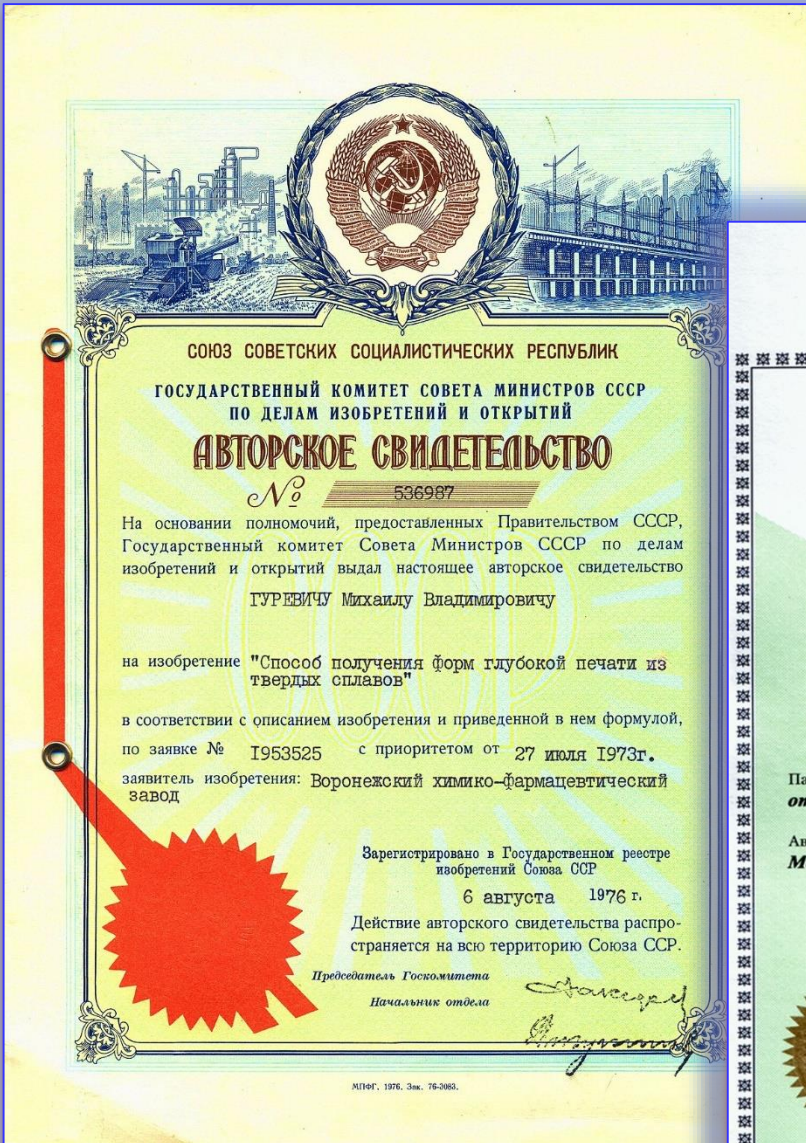 СОЮЗ СОВЕТСКИХ СОЦИАЛИСТИЧЕСКИХ РЕСПУБЛИК
ГОСУДАРСТВЕННЫЙ КОМИТЕТ СОВЕТА МИНИСТРОВ СССР
ПО ДЕЛАМ ИЗОБРЕТЕНИЙ И ОТКРЫТИЙ
АВТОРСКОЕ СВИДЕТЕЛЬСТВО
№ 536987
На основании полномочий, предоставленных Правительством СССР,
Государственный комитет Совета Министров СССР по делам
изобретений и открытий выдал настоящее авторское свидетельство
ГУРЕВИЧУ Михаилу Владимировичу
на изобретение "Способ получения форм глубокой печати из
твердых сплавов"
в соответствии с описанием изобретения и приведенной в нем формулой,
по заявке № I953525 с приоритетом от 27 июля I973г.
заявитель изобретения: Воронежский химико-фармацевтический
завод
Зарегистрировано в Государственном реестре
изобретений Союза ССР
6 августа 1976 г.
Действие авторского свидетельства распро-
страняется на всю территорию Союза ССР.
Председатель Госкомитета
Начальник отдела
МПФГ. 1976. Зак. 76-3083.
СССР